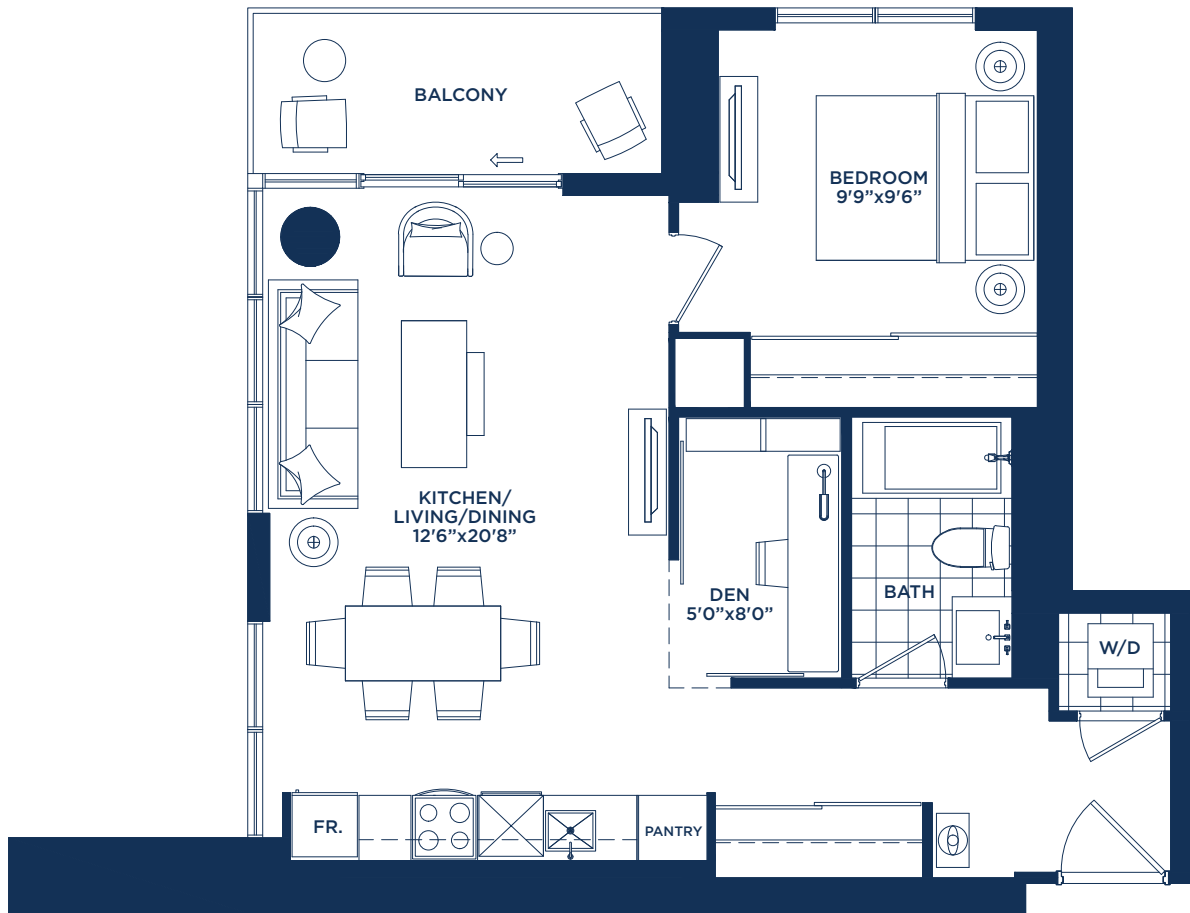 BALCONY
BEDROOM
9'9”x9'6”
KITCHEN/
LIVING/DINING
12'6”x20'8”
DEN
5'0”x8'0”
BATH
W/D
FR.
PANTRY